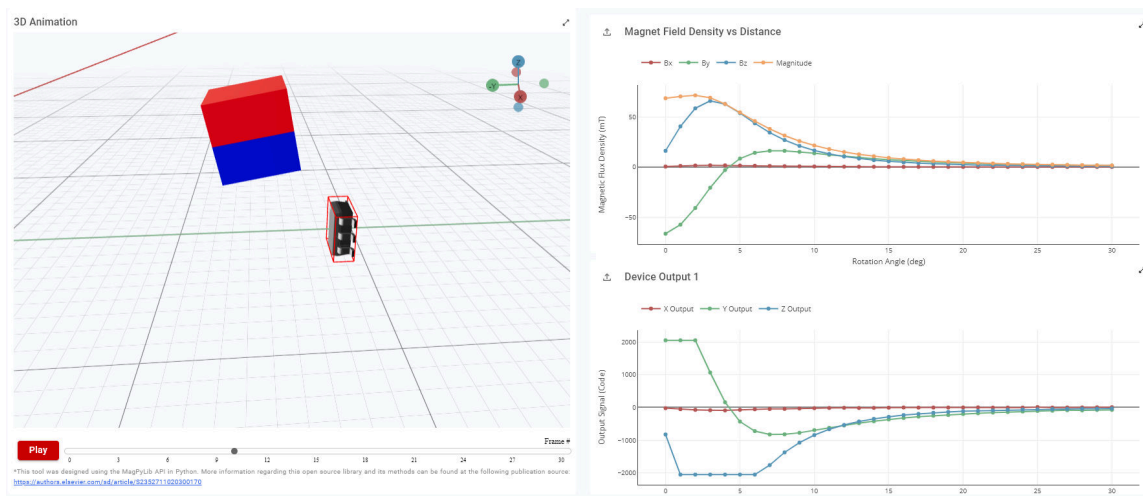 3D Animation
Z
-Y
X
Play
Frame #
0 3 6 9 12 15 18 21 24 27 30
*This tool was designed using the MagPyLib API in Python. More information regarding this open source library and its methods can be found at the following publication source:
https://authors.elsevier.com/sd/article/S2352711020300170
Magnet Field Density vs Distance
Bx By Bz Magnitude
Magnetic Flux Density (mT)
50
0
−50
0 5 10 15 20 25 30
Rotation Angle (deg)
Device Output 1
X Output Y Output Z Output
Output Signal (Code)
2000
1000
0
−1000
−2000
0 5 10 15 20 25 30